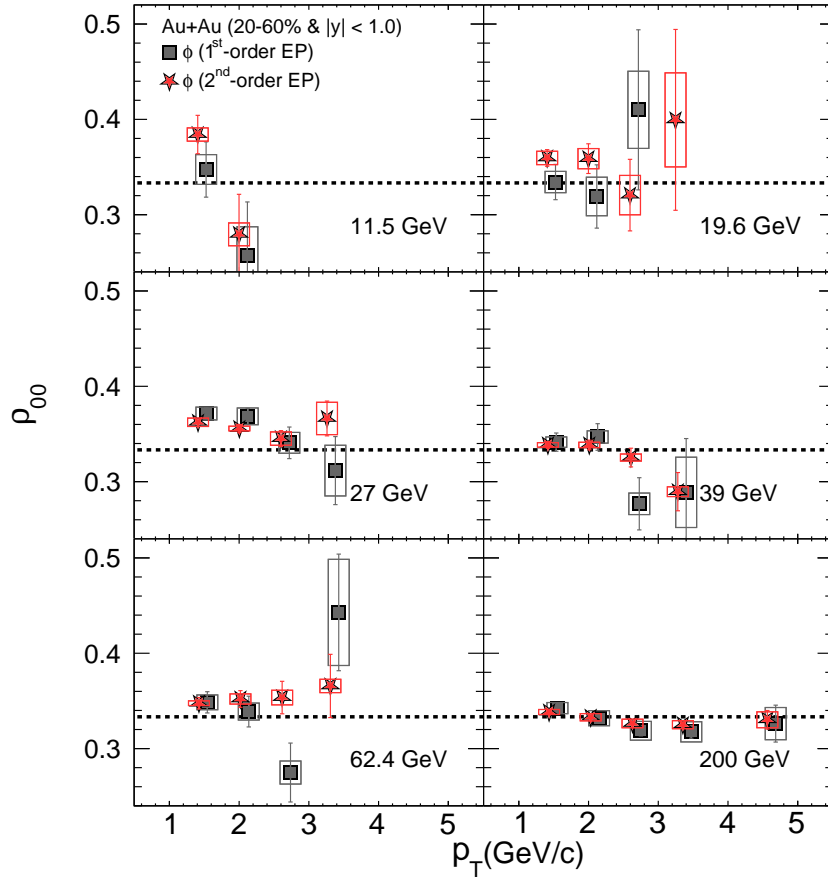 Au+Au (20-60% & |y| < 1.0)
ϕ (1st-order EP)
ϕ (2nd-order EP)
0.5
0.4
0.3
11.5 GeV
19.6 GeV
0.5
0.4
0.3
27 GeV
39 GeV
ρ00
0.5
0.4
0.3
62.4 GeV
200 GeV
1 2 3 4 5 1 2 3 4 5
pT (GeV/c)